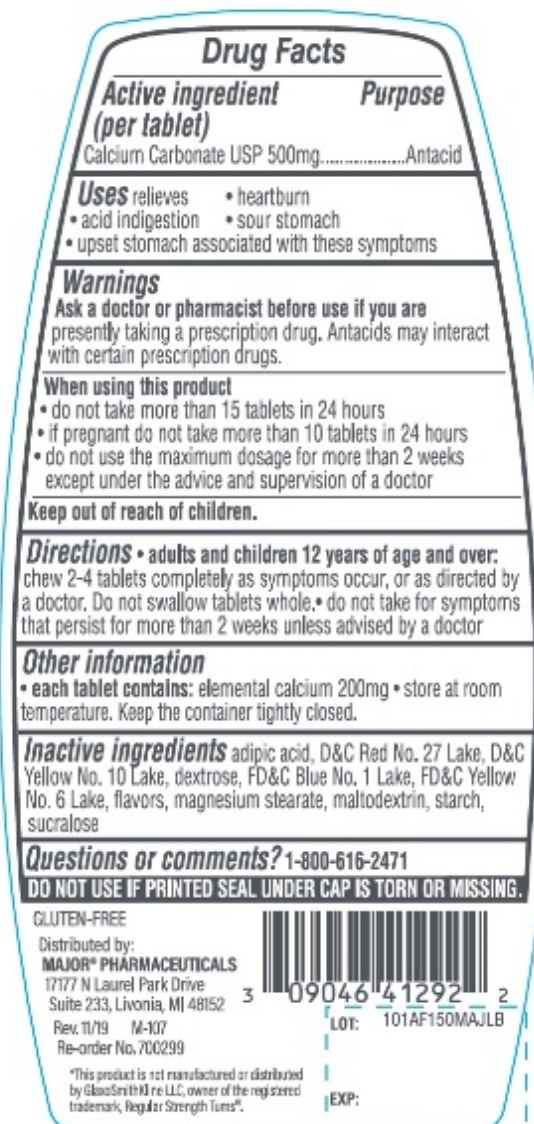 Drug Facts
Active ingredient Purpose
(per tablet)
Calcium Carbonate USP 500mg.....................Antacid
Uses relieves • heartburn
• acid indigestion • sour stomach
• upset stomach associated with these symptoms
Warnings
Ask a doctor or pharmacist before use if you are
presently taking a prescription drug. Antacids may interact
with certain prescription drugs.
When using this product
• do not take more than 15 tablets in 24 hours
• if pregnant do not take more than 10 tablets in 24 hours
• do not use the maximum dosage for more than 2 weeks
except under the advice and supervision of a doctor
Keep out of reach of children.
Directions • adults and children 12 years of age and over:
chew 2-4 tablets completely as symptoms occur, or as directed by
a doctor. Do not swallow tablets whole.• do not take for symptoms
that persist for more than 2 weeks unless advised by a doctor
Other information
• each tablet contains: elemental calcium 200mg • store at room
temperature. Keep the container tightly closed.
Inactive ingredients adipic acid, D&C Red No. 27 Lake, D&C
Yellow No. 10 Lake, dextrose, FD&C Blue No. 1 Lake, FD&C Yellow
No. 6 Lake, flavors, magnesium stearate, maltodextrin, starch,
sucralose
Questions or comments? 1-800-616-2471
DO NOT USE IF PRINTED SEAL UNDER CAP IS TORN OR MISSING.
GLUTEN-FREE
Distributed by:
MAJOR® PHARMACEUTICALS
17177 N Laurel Park Drive
Suite 233, Livonia, MI 48152
Rev. 11/19 M-107
Re-order No. 700299
*This product is not manufactured or distributed
by GlaxoSmithKline LLC, owner of the registered
trademark, Regular Strength Tums®.
3 09046 41292 2
LOT: 101AF150MAJLB
EXP: